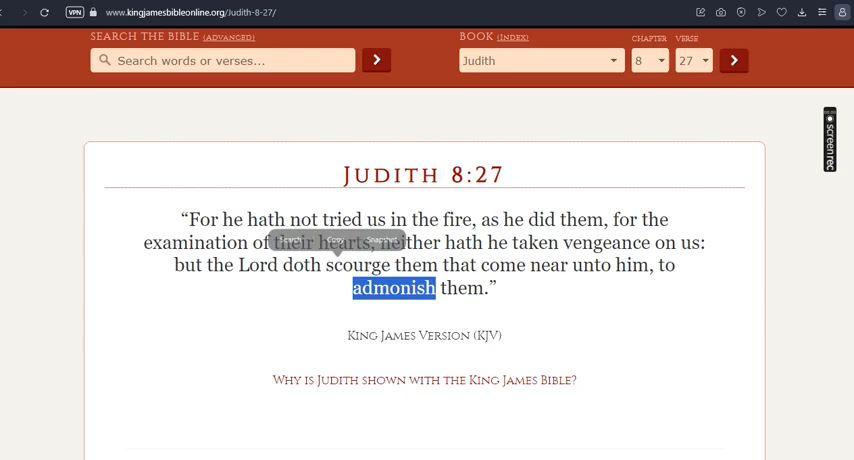 VPN www.kingjamesbibleonline.org/Judith-8-27/
SEARCH THE BIBLE (ADVANCED)
BOOK (INDEX) CHAPTER VERSE
Search words or verses...
Judith 8 27
screenrec
JUDITH 8:27
“For he hath not tried us in the fire, as he did them, for the
examination of their hearts, neither hath he taken vengeance on us:
Search Copy Snapshot
but the Lord doth scourge them that come near unto him, to
admonish them.”
KING JAMES VERSION (KJV)
WHY IS JUDITH SHOWN WITH THE KING JAMES BIBLE?